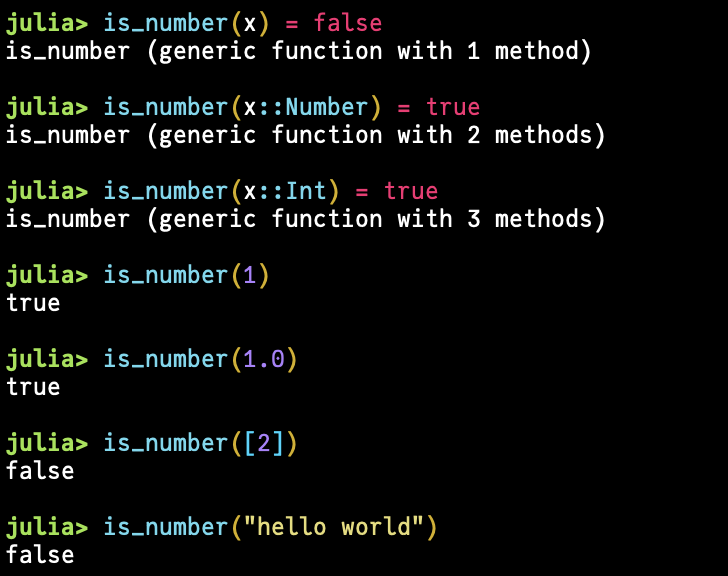 julia> is_number(x) = false
is_number (generic function with 1 method)
julia> is_number(x::Number) = true
is_number (generic function with 2 methods)
julia> is_number(x::Int) = true
is_number (generic function with 3 methods)
julia> is_number(1)
true
julia> is_number(1.0)
true
julia> is_number([2])
false
julia> is_number("hello world")
false